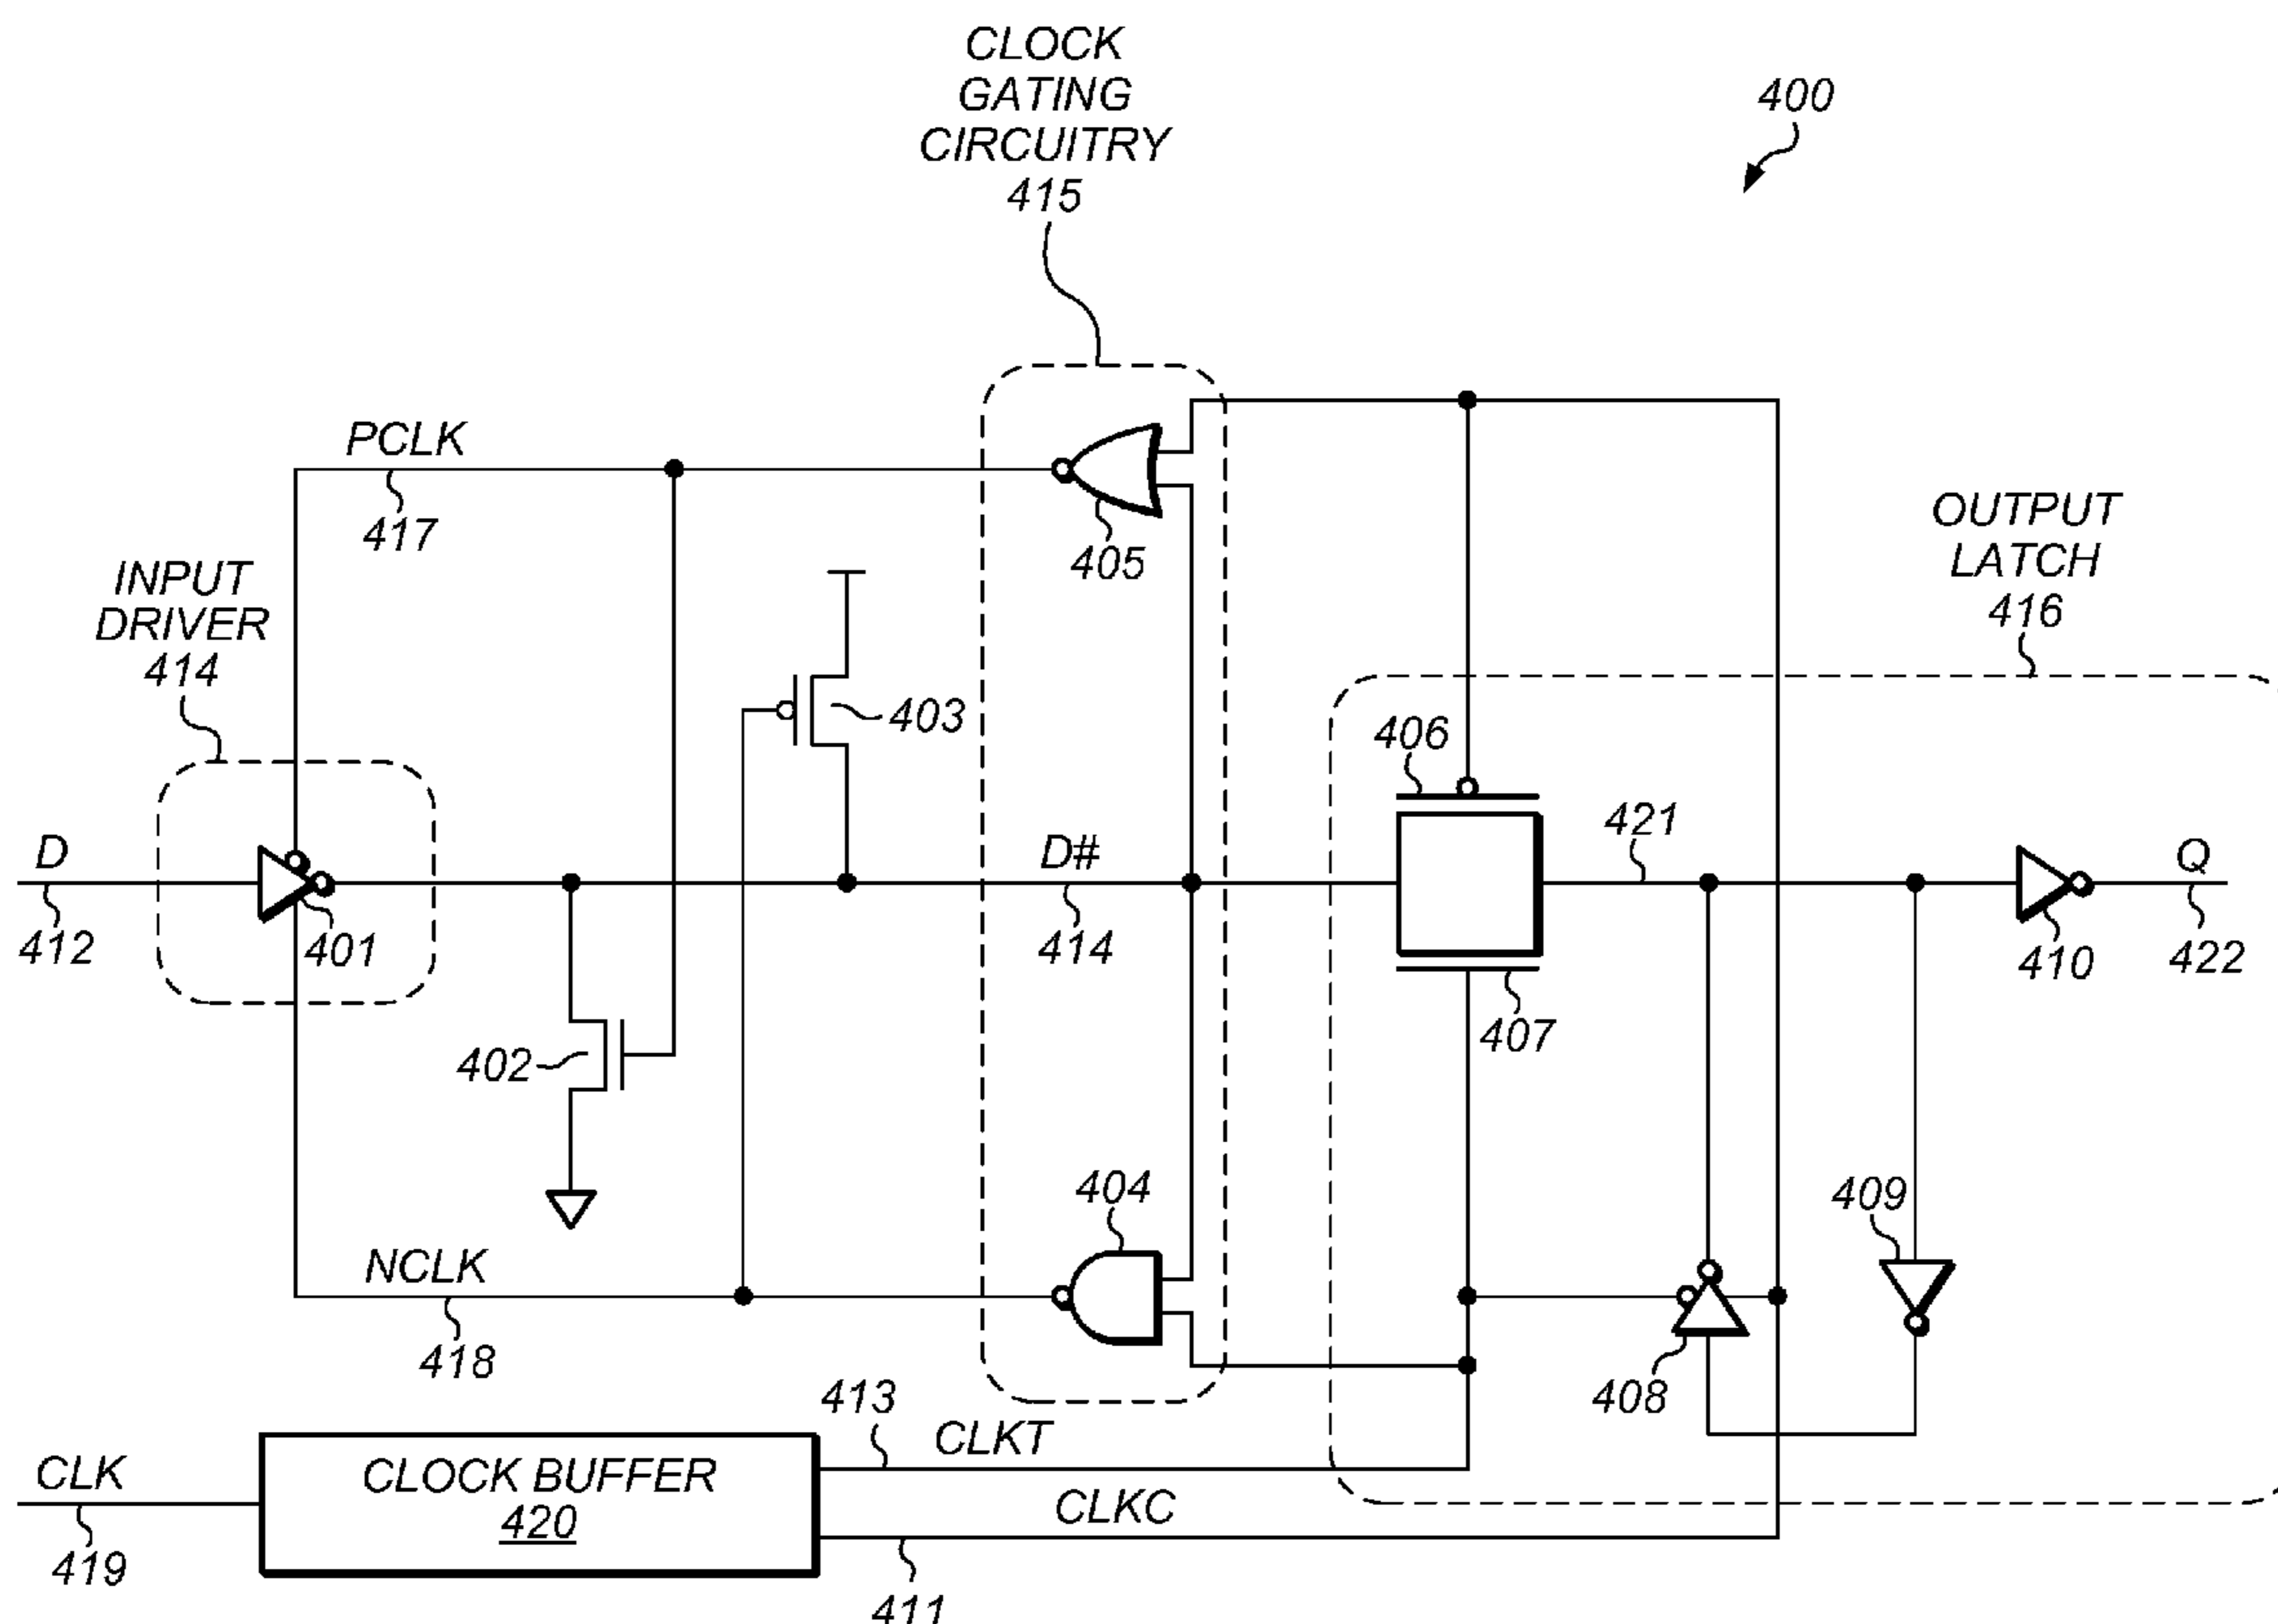 CLOCK
GATING
CIRCUITRY
415
400
PCLK
417
405
OUTPUT
LATCH
416
INPUT
DRIVER
414
403
406
D
412
401
D#
414
421
Q
422
410
402
407
404
409
NCLK
418
408
413
CLKT
CLK
419
CLOCK BUFFER
420
CLKC
411